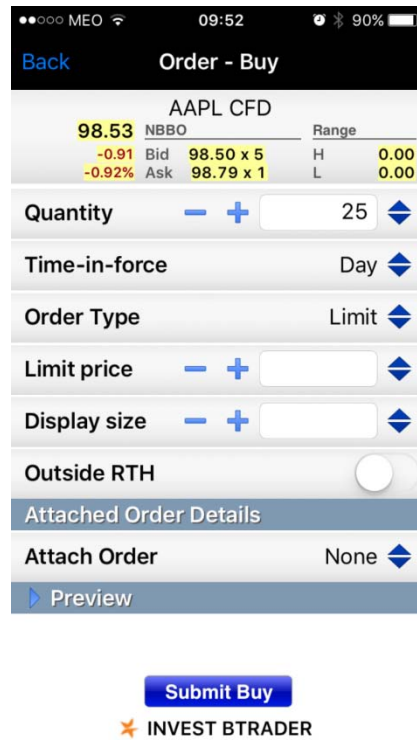 MEO 09:52 90%
Back Order - Buy
AAPL CFD
98.53 NBBO Range
-0.91 Bid 98.50 x 5 H 0.00
-0.92% Ask 98.79 x 1 L 0.00
Quantity 25
Time-in-force Day
Order Type Limit
Limit price
Display size
Outside RTH
Attached Order Details
Attach Order None
Preview
Submit Buy
INVEST BTRADER